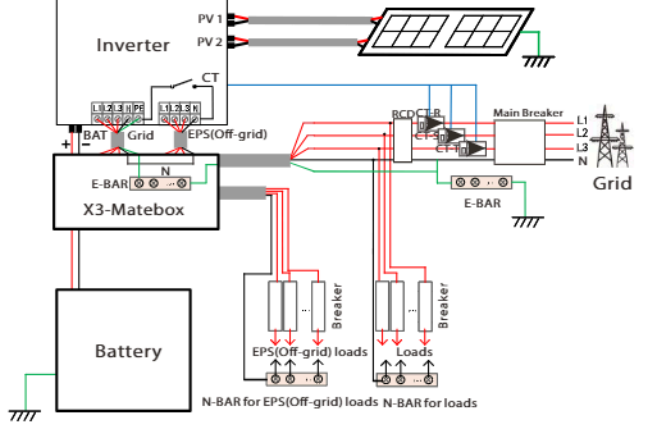 PV 1
Inverter
PV 2
CT
L1 L2 L3 N PE
L1 L2 L3 N
BAT Grid EPS(Off-grid)
+ −
RCD CT-R Main Breaker
CT-S
CT-T
L1
L2
L3
N
Grid
N
E-BAR
X3-Matebox
E-BAR
Breaker
Breaker
Battery
EPS(Off-grid) loads
Loads
N-BAR for EPS(Off-grid) loads
N-BAR for loads